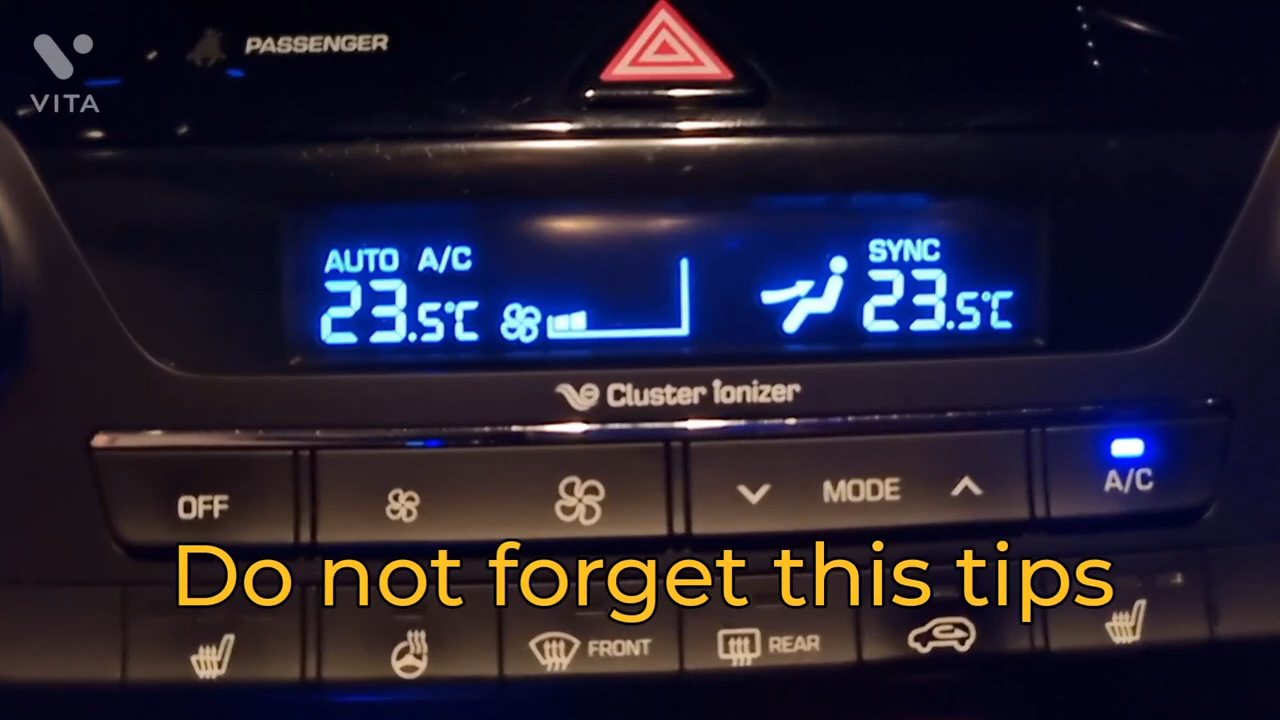 VITA
PASSENGER
AUTO A/C
SYNC
23.5℃
23.5℃
Cluster ionizer
OFF
MODE
A/C
Do not forget this tips
FRONT
REAR